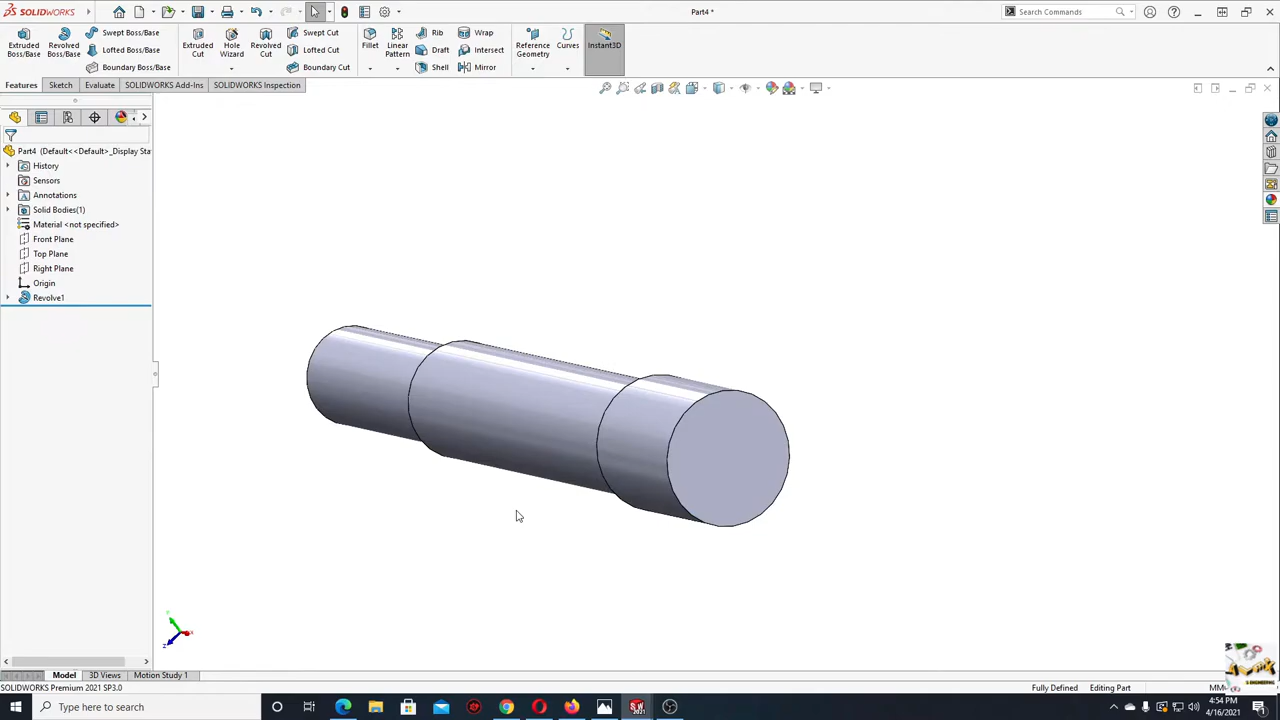 SOLIDWORKS
Part4 *
Search Commands
Extruded Boss/Base
Revolved Boss/Base
Swept Boss/Base
Lofted Boss/Base
Boundary Boss/Base
Extruded Cut
Hole Wizard
Revolved Cut
Swept Cut
Lofted Cut
Boundary Cut
Fillet
Linear Pattern
Rib
Draft
Shell
Wrap
Intersect
Mirror
Reference Geometry
Curves
Instant3D
Features
Sketch
Evaluate
SOLIDWORKS Add-Ins
SOLIDWORKS Inspection
Part4 (Default<<Default>_Display Sta
History
Sensors
Annotations
Solid Bodies(1)
Material <not specified>
Front Plane
Top Plane
Right Plane
Origin
Revolve1
Model
3D Views
Motion Study 1
SOLIDWORKS Premium 2021 SP3.0
Fully Defined
Editing Part
Type here to search
4:54 PM
4/16/2021